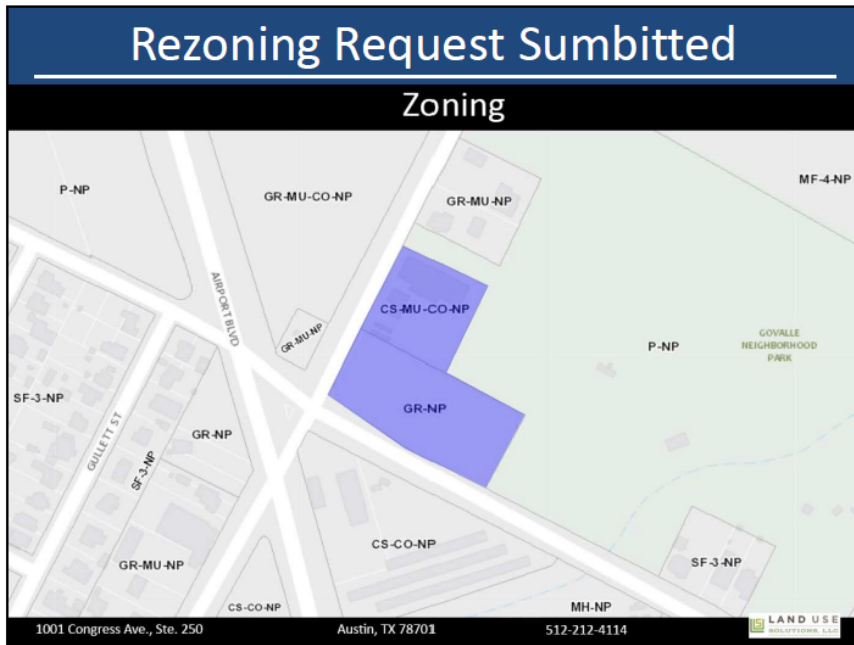 Rezoning Request Sumbitted
Zoning
P-NP
GR-MU-CO-NP
GR-MU-NP
MF-4-NP
AIRPORT BLVD
CS-MU-CO-NP
GR-MU-NP
P-NP
GOVALLE
NEIGHBORHOOD
PARK
SF-3-NP
GULLETT ST
GR-NP
GR-NP
SF-3-NP
CS-CO-NP
GR-MU-NP
SF-3-NP
CS-CO-NP
MH-NP
1001 Congress Ave., Ste. 250
Austin, TX 78701
512-212-4114
LAND USE
SOLUTIONS, LLC